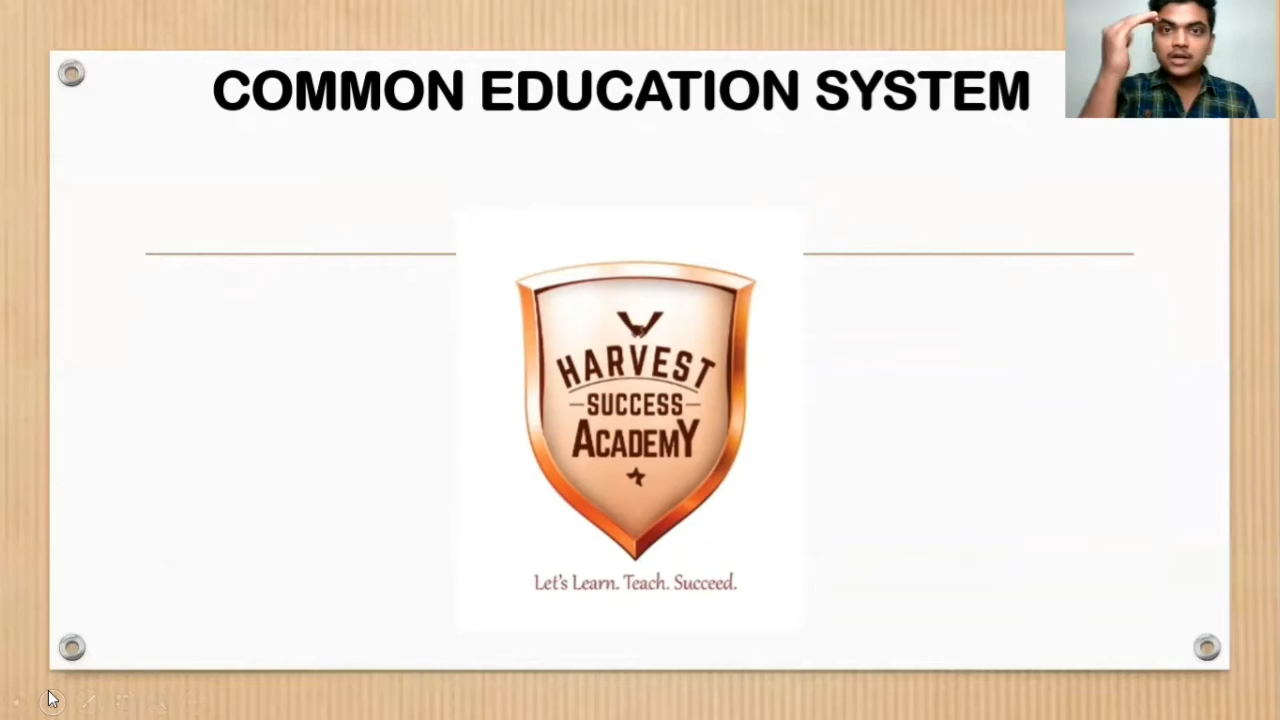 COMMON EDUCATION SYSTEM
HARVEST
SUCCESS
ACADEMY
Let's Learn. Teach. Succeed.